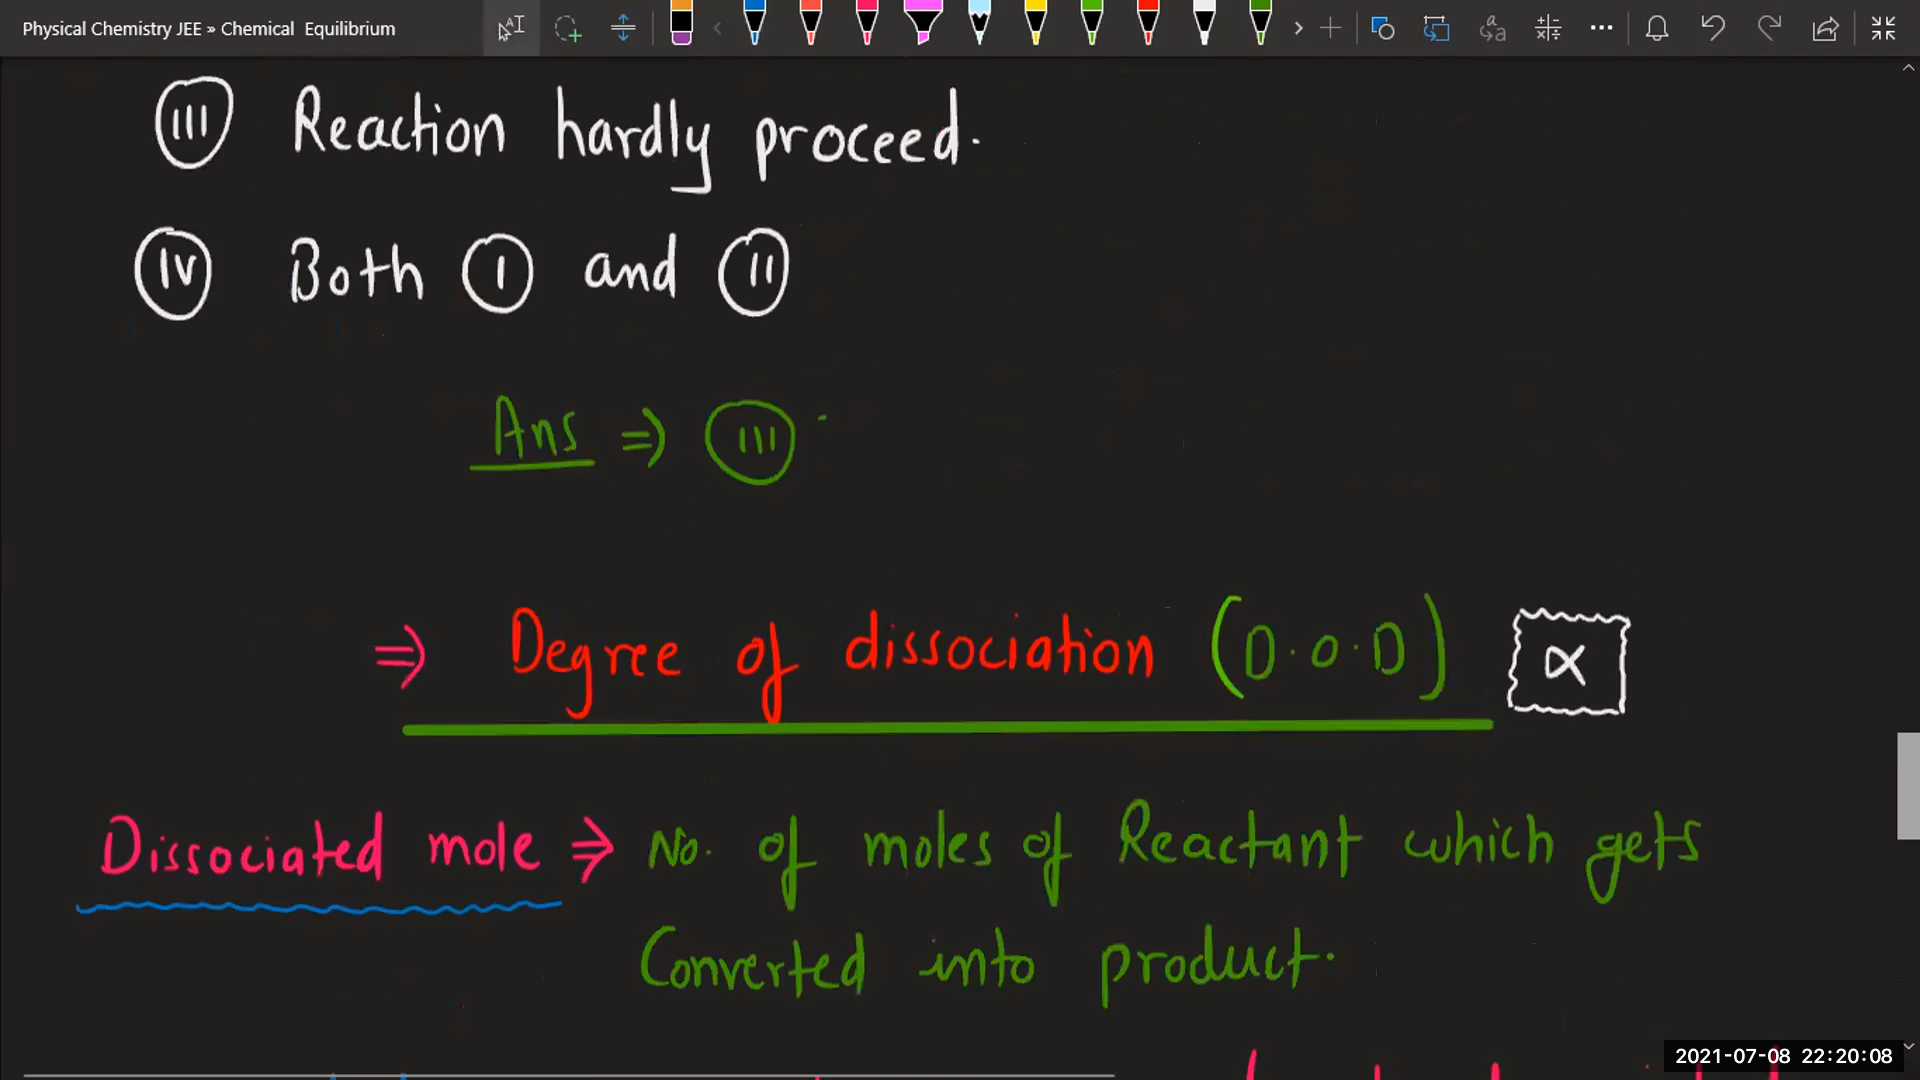 Physical Chemistry JEE » Chemical Equilibrium
III Reaction hardly proceed.
IV Both I and II
Ans ⇒ III
⇒ Degree of dissociation (D.O.D) α
Dissociated mole ⇒ No. of moles of Reactant which gets
Converted into product.
2021-07-08 22:20:08